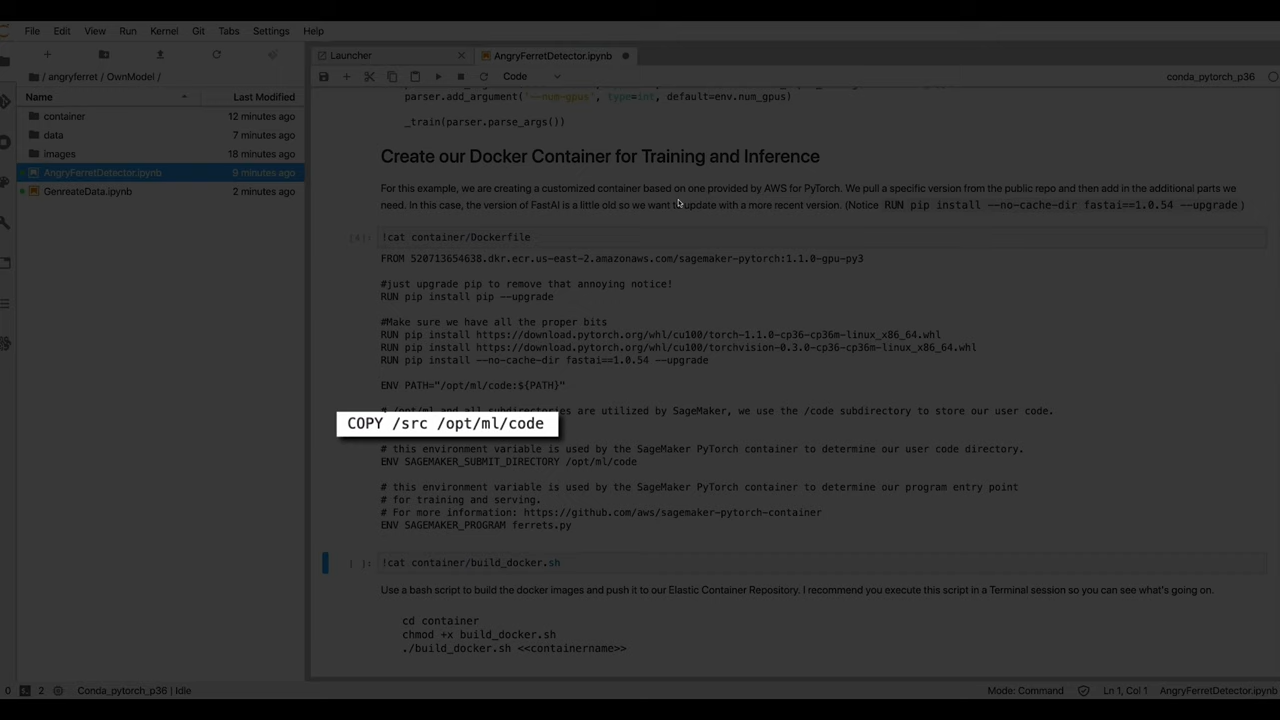 File Edit View Run Kernel Git Tabs Settings Help
/ angryferret / OwnModel /
Name Last Modified
container 12 minutes ago
data 7 minutes ago
images 18 minutes ago
AngryFerretDetector.ipynb 9 minutes ago
GenreateData.ipynb 2 minutes ago
Launcher AngryFerretDetector.ipynb
Code conda_pytorch_p36
parser.add_argument('--num-gpus', type=int, default=env.num_gpus)
_train(parser.parse_args())
Create our Docker Container for Training and Inference
For this example, we are creating a customized container based on one provided by AWS for PyTorch. We pull a specific version from the public repo and then add in the additional parts we
need. In this case, the version of FastAI is a little old so we want to update with a more recent version. (Notice RUN pip install --no-cache-dir fastai==1.0.54 --upgrade )
[4]: !cat container/Dockerfile
FROM 520713654638.dkr.ecr.us-east-2.amazonaws.com/sagemaker-pytorch:1.1.0-gpu-py3
#just upgrade pip to remove that annoying notice!
RUN pip install pip --upgrade
#Make sure we have all the proper bits
RUN pip install https://download.pytorch.org/whl/cu100/torch-1.1.0-cp36-cp36m-linux_x86_64.whl
RUN pip install https://download.pytorch.org/whl/cu100/torchvision-0.3.0-cp36-cp36m-linux_x86_64.whl
RUN pip install --no-cache-dir fastai==1.0.54 --upgrade
ENV PATH="/opt/ml/code:${PATH}"
# /opt/ml and all subdirectories are utilized by SageMaker, we use the /code subdirectory to store our user code.
COPY /src /opt/ml/code
# this environment variable is used by the SageMaker PyTorch container to determine our user code directory.
ENV SAGEMAKER_SUBMIT_DIRECTORY /opt/ml/code
# this environment variable is used by the SageMaker PyTorch container to determine our program entry point
# for training and serving.
# For more information: https://github.com/aws/sagemaker-pytorch-container
ENV SAGEMAKER_PROGRAM ferrets.py
[ ]: !cat container/build_docker.sh
Use a bash script to build the docker images and push it to our Elastic Container Repository. I recommend you execute this script in a Terminal session so you can see what's going on.
cd container
chmod +x build_docker.sh
./build_docker.sh <<containername>>
0 2 Conda_pytorch_p36 | Idle Mode: Command Ln 1, Col 1 AngryFerretDetector.ipynb